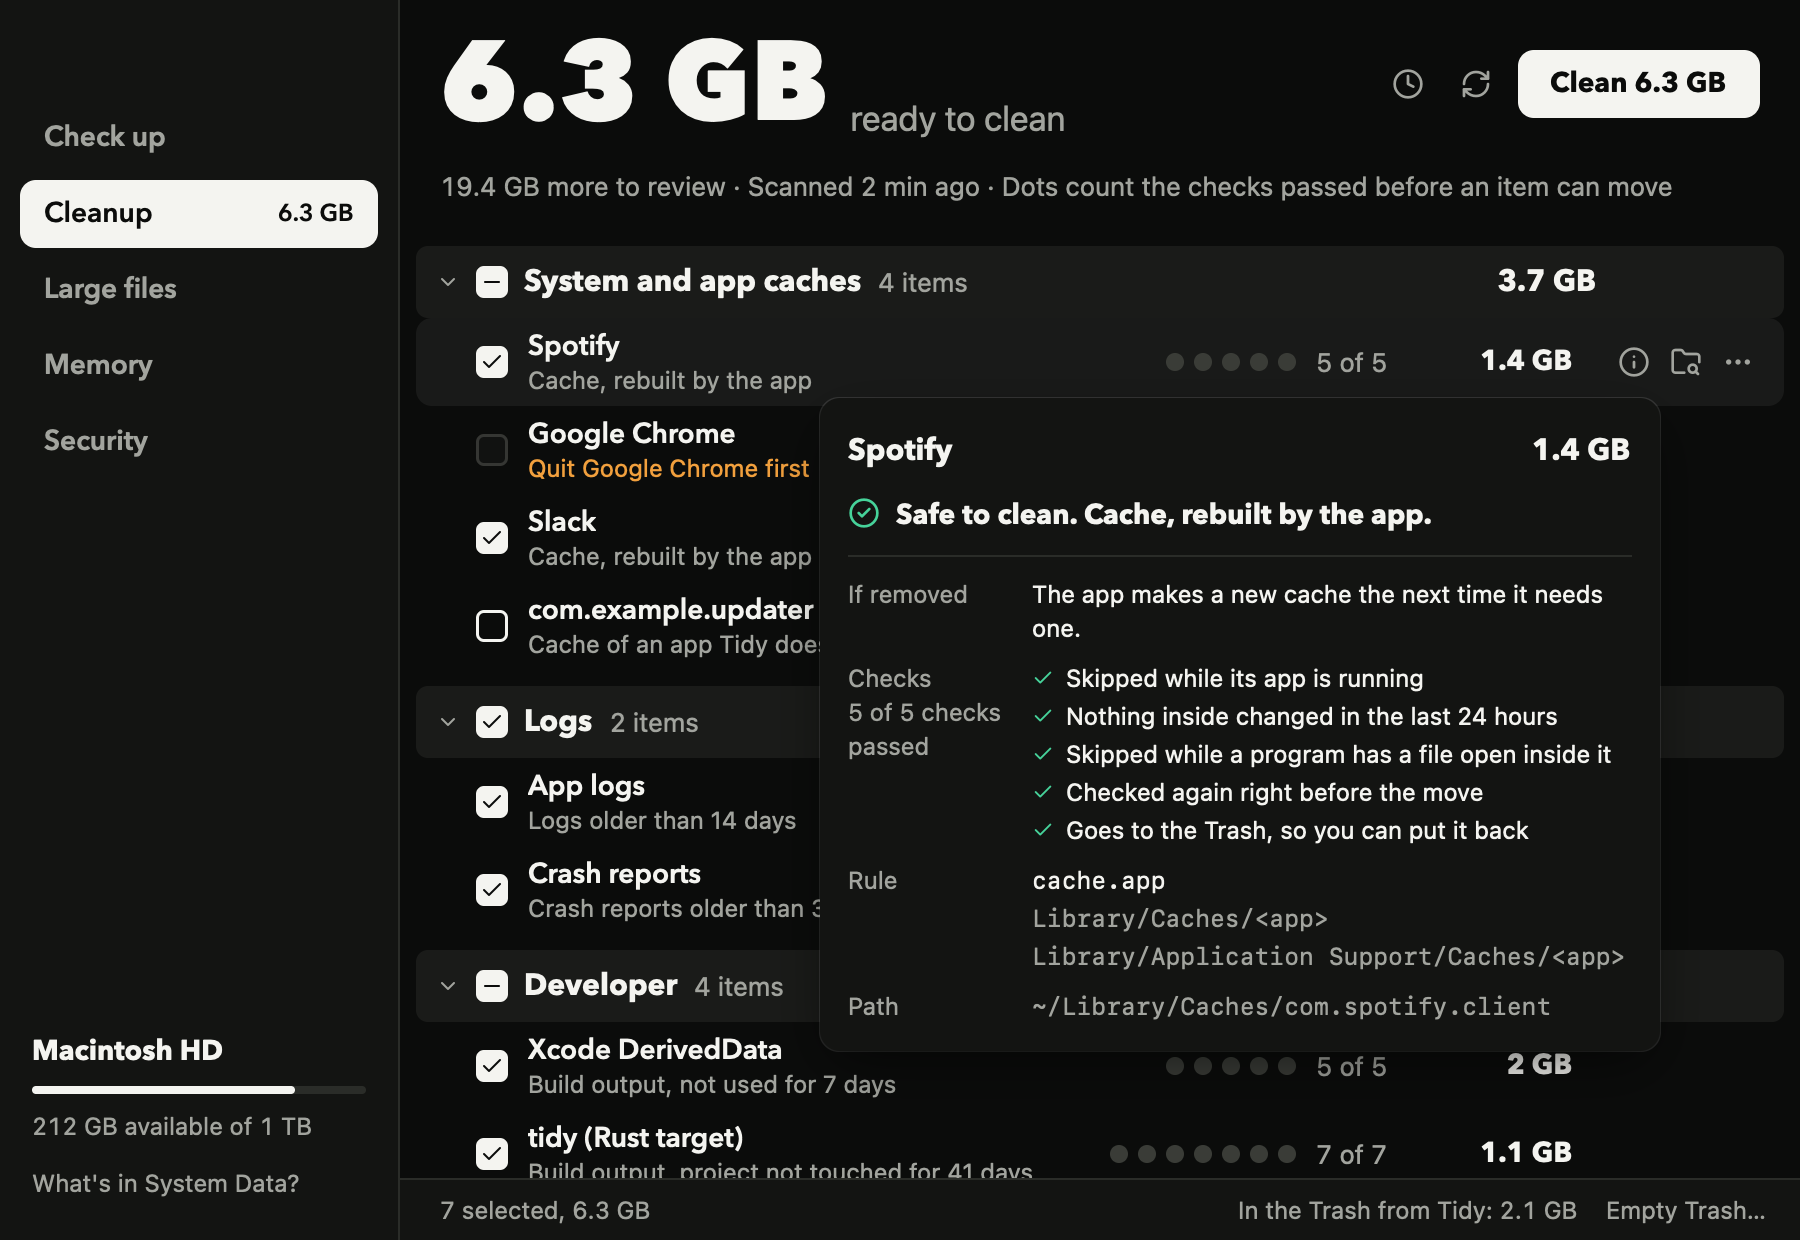 6.3 GB ready to clean
Clean 6.3 GB
19.4 GB more to review · Scanned 2 min ago · Dots count the checks passed before an item can move
Check up
Cleanup 6.3 GB
Large files
Memory
Security
Macintosh HD
212 GB available of 1 TB
What's in System Data?
System and app caches 4 items 3.7 GB
Spotify
Cache, rebuilt by the app
5 of 5 1.4 GB
Google Chrome
Quit Google Chrome first
Slack
Cache, rebuilt by the app
com.example.updater
Cache of an app Tidy
Logs 2 items
App logs
Logs older than 14 days
Crash reports
Crash reports older than
Developer 4 items
Xcode DerivedData
Build output, not used for 7 days
5 of 5 2 GB
tidy (Rust target)
Build output, project not touched for 41 days
7 of 7 1.1 GB
Spotify 1.4 GB
Safe to clean. Cache, rebuilt by the app.
If removed
The app makes a new cache the next time it needs
one.
Checks
5 of 5 checks
passed
Skipped while its app is running
Nothing inside changed in the last 24 hours
Skipped while a program has a file open inside it
Checked again right before the move
Goes to the Trash, so you can put it back
Rule
cache.app
Library/Caches/<app>
Library/Application Support/Caches/<app>
Path
~/Library/Caches/com.spotify.client
7 selected, 6.3 GB
In the Trash from Tidy: 2.1 GB
Empty Trash...